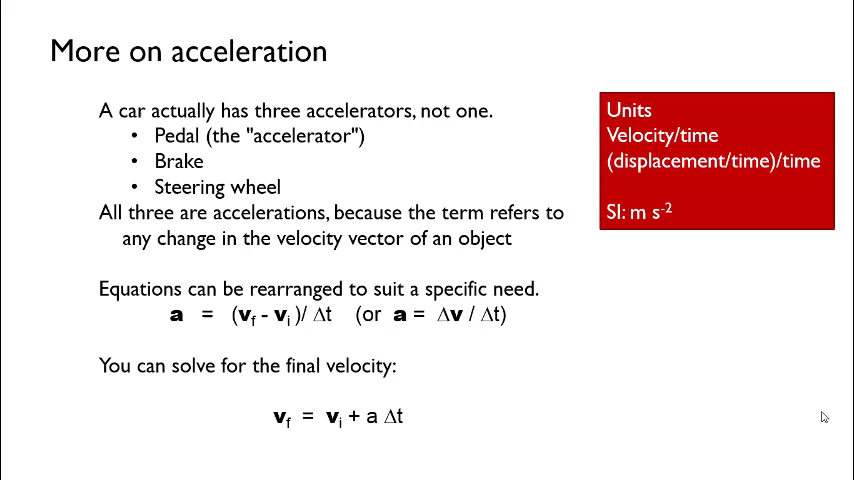 More on acceleration
A car actually has three accelerators, not one.
• Pedal (the "accelerator")
• Brake
• Steering wheel
All three are accelerations, because the term refers to
any change in the velocity vector of an object
Equations can be rearranged to suit a specific need.
a = (vf - vi )/ Δt (or a = Δv / Δt)
You can solve for the final velocity:
vf = vi + a Δt
Units
Velocity/time
(displacement/time)/time
SI: m s-2